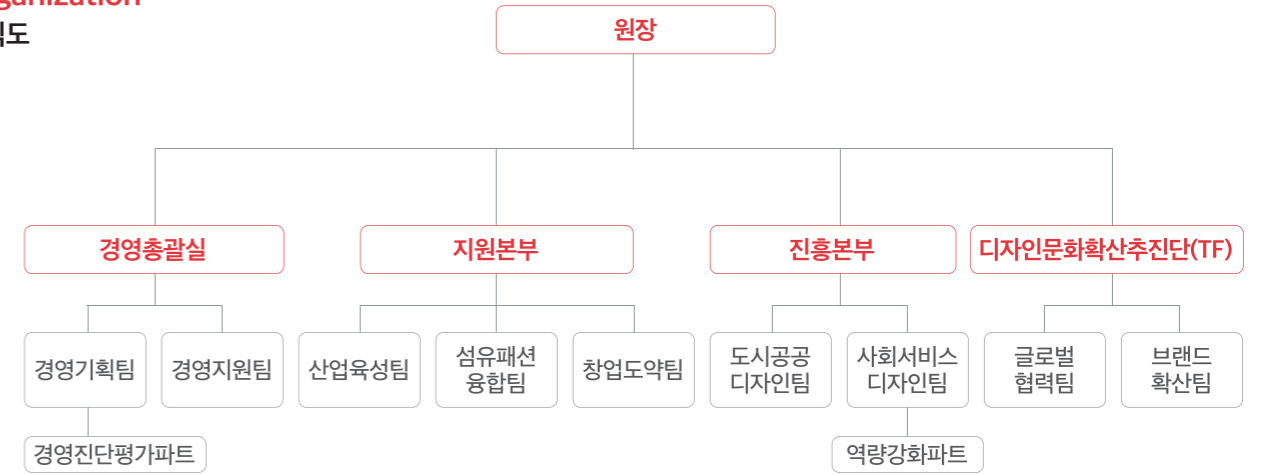 원장
경영총괄실
지원본부
진흥본부
디자인문화확산추진단(TF)
경영기획팀
경영지원팀
산업육성팀
섬유패션
융합팀
창업도약팀
도시공공
디자인팀
사회서비스
디자인팀
글로벌
협력팀
브랜드
확산팀
경영진단평가파트
역량강화파트